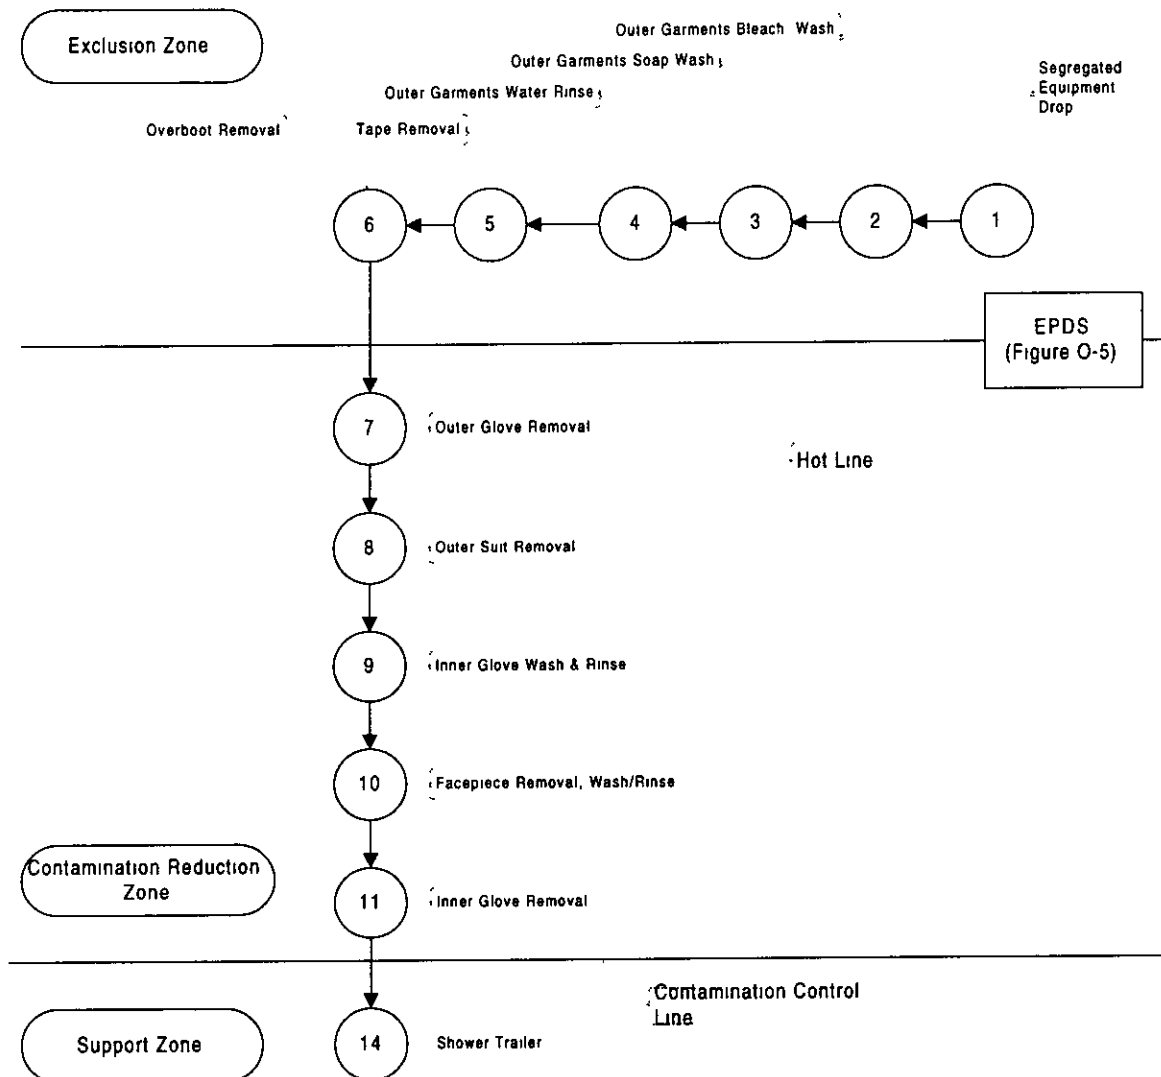 Exclusion Zone
Outer Garments Bleach Wash
Outer Garments Soap Wash
Segregated
Equipment
Drop
Outer Garments Water Rinse
Overboot Removal
Tape Removal
6
5
4
3
2
1
EPDS
(Figure O-5)
7
Outer Glove Removal
Hot Line
8
Outer Suit Removal
9
Inner Glove Wash & Rinse
10
Facepiece Removal, Wash/Rinse
Contamination Reduction
Zone
11
Inner Glove Removal
Contamination Control
Line
Support Zone
14
Shower Trailer